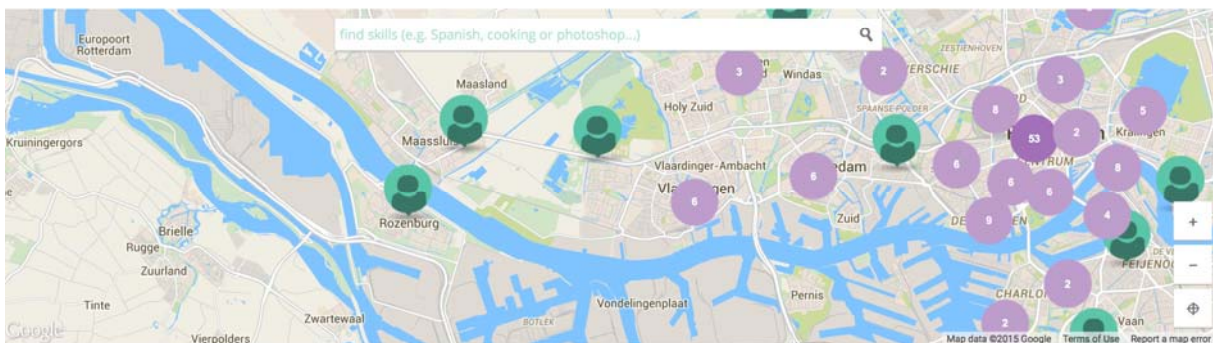 find skills (e.g. Spanish, cooking or photoshop...)
Europoort
Rotterdam
Maasland
Holy Zuid
Windas
ZESTIENHOVEN
SPAANSE-POLDER
3
2
3
8
5
53
2
Kralingen
Kruiningergors
Maassluis
Vlaardinger-Ambacht
6
6
6
6
6
8
9
4
Rozenburg
Zuid
Brielle
Rugge
Zuurland
Tinte
Zwartewaal
Vierpolders
BOTLEK
Vondelingenplaat
Pernis
2
2
Vaan
+
−
Google
Map data ©2015 Google
Terms of Use
Report a map error